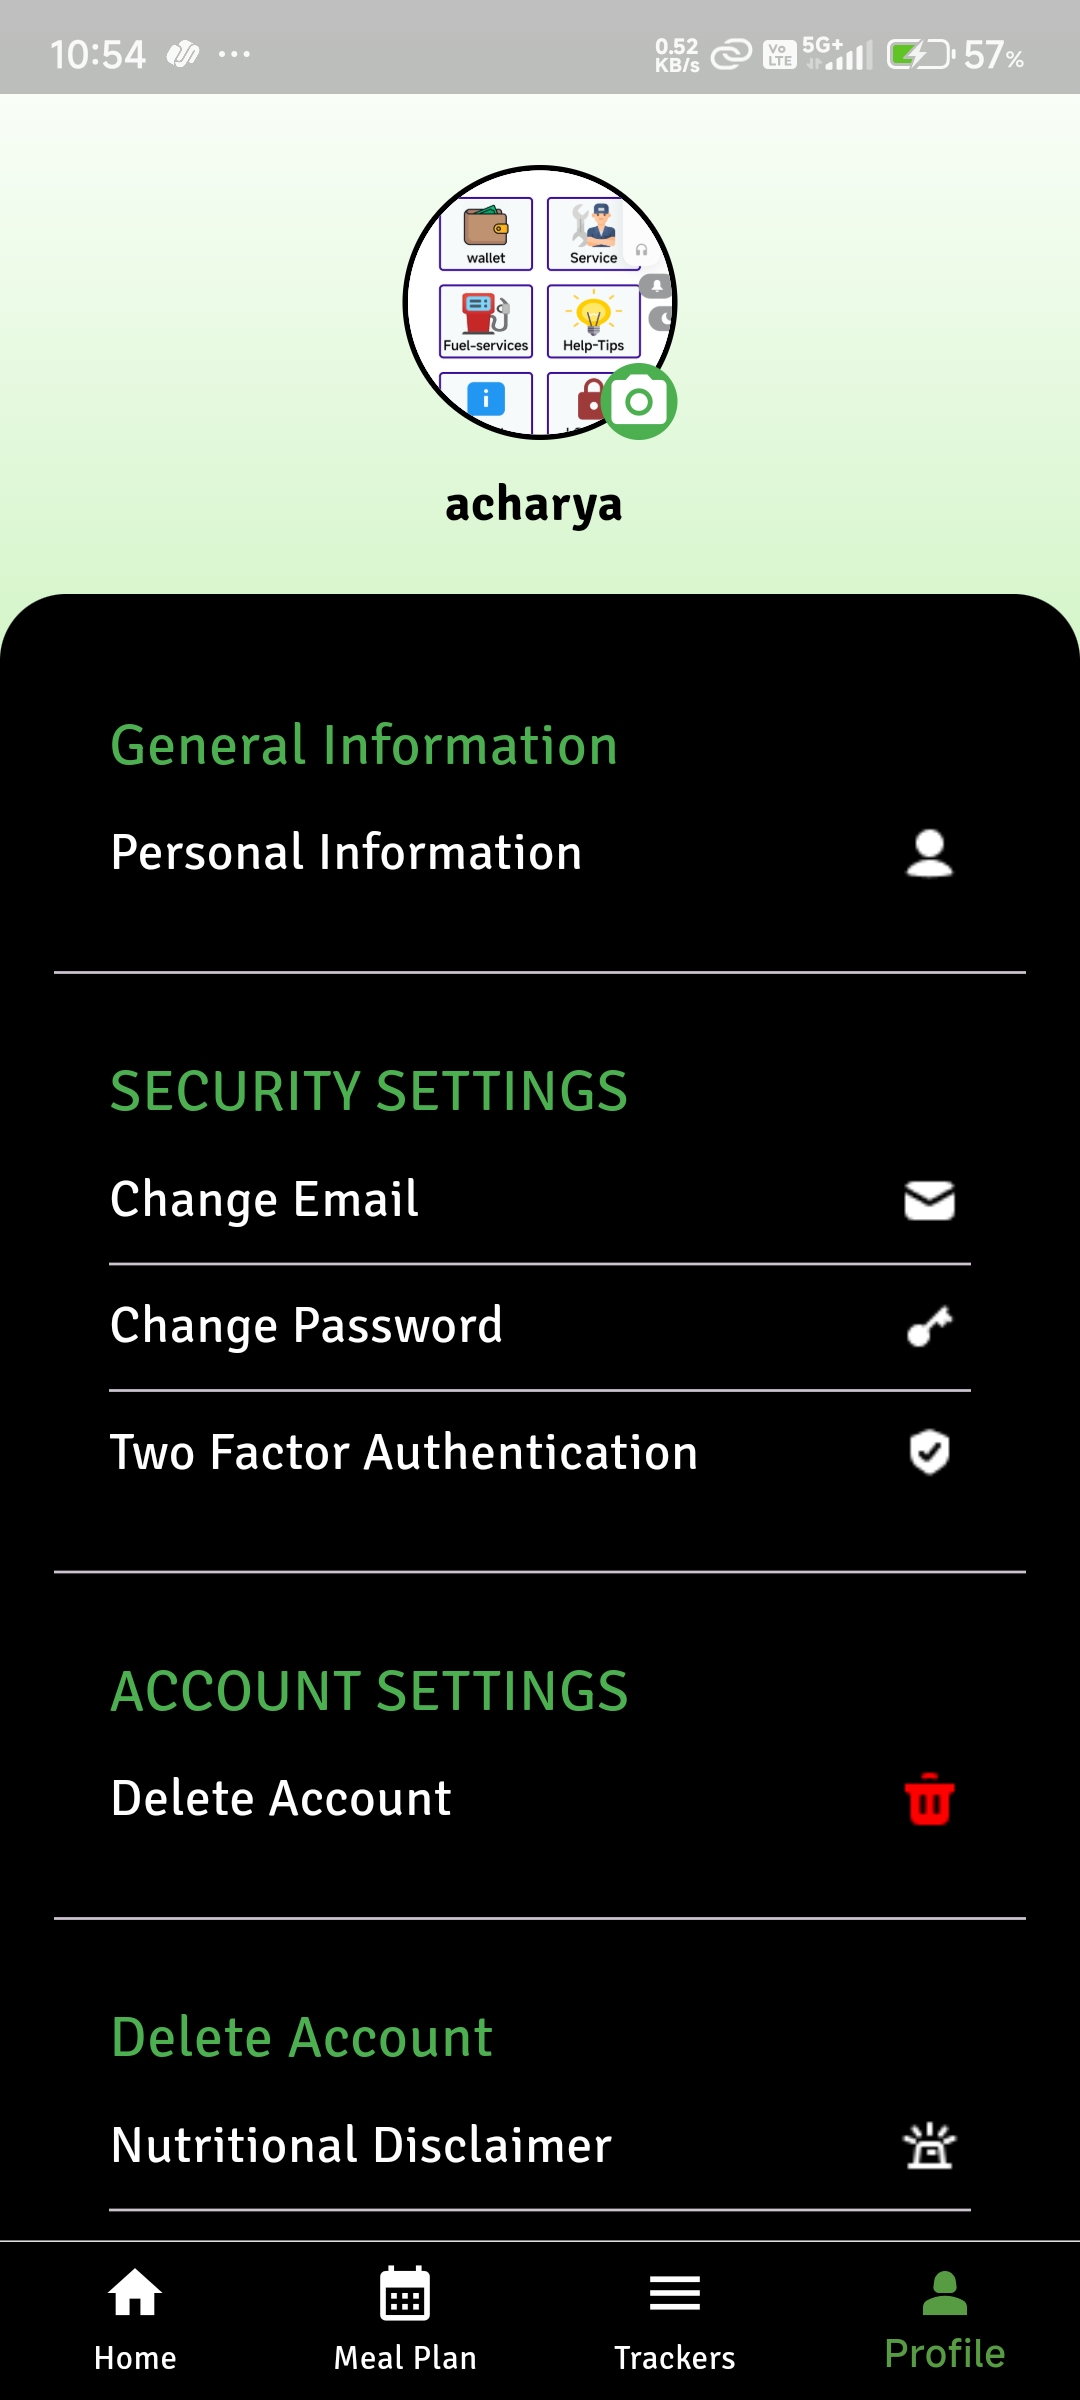 10:54 ... 0.52 KB/s Vo LTE 5G+ 57%
wallet Service
Fuel-services Help-Tips
acharya
General Information
Personal Information
SECURITY SETTINGS
Change Email
Change Password
Two Factor Authentication
ACCOUNT SETTINGS
Delete Account
Delete Account
Nutritional Disclaimer
Home Meal Plan Trackers Profile